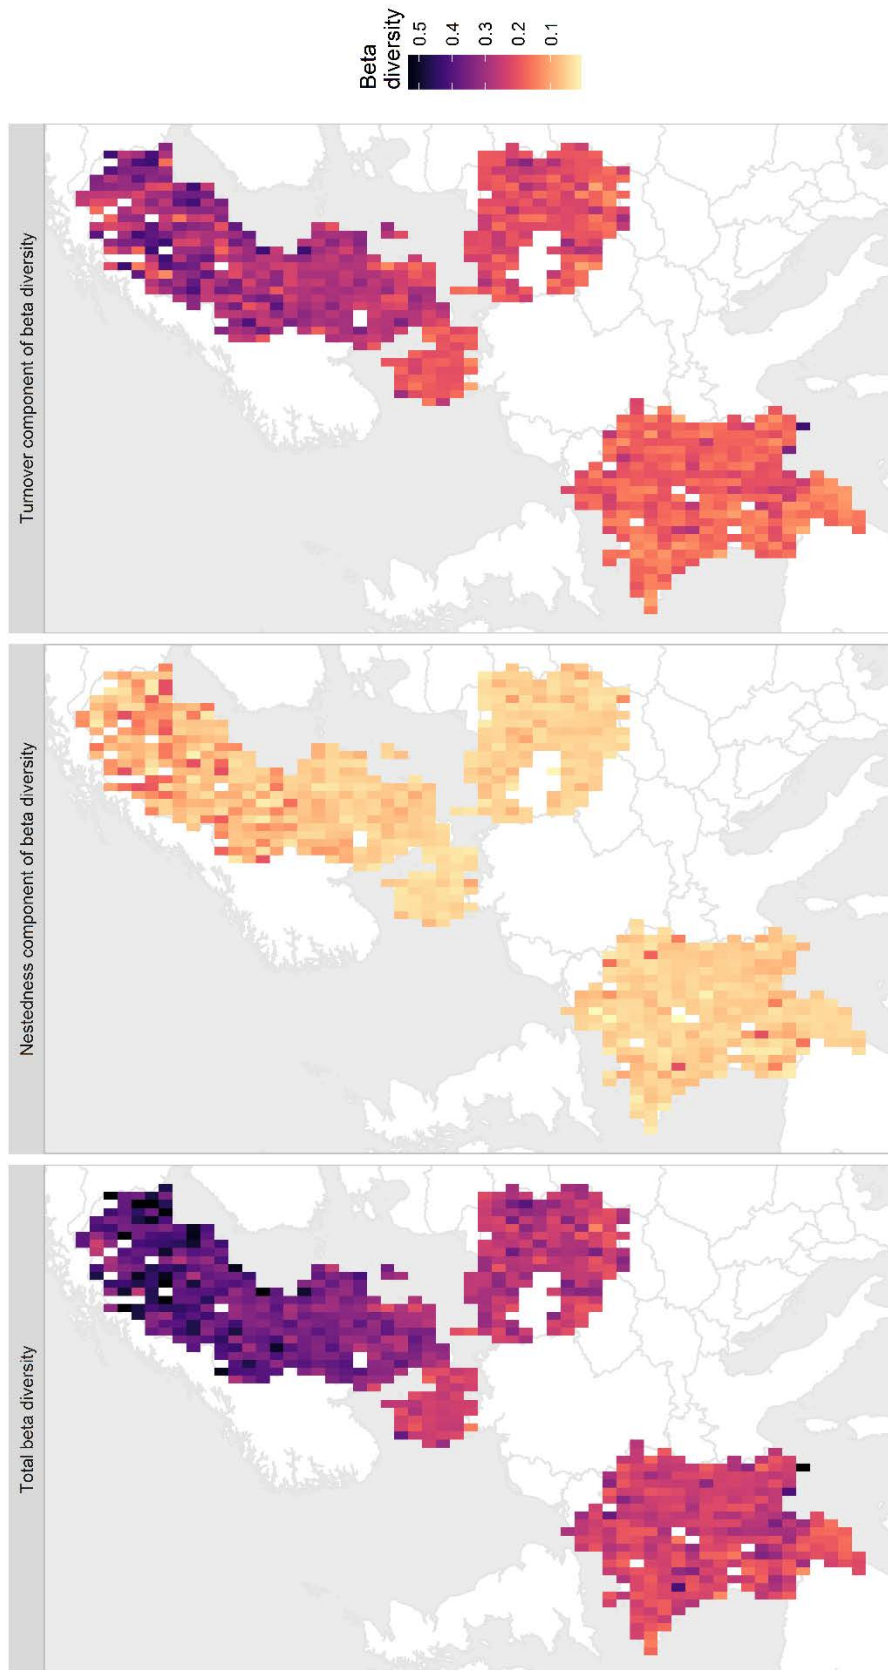 Total beta diversity
Nestedness component of beta diversity
Turnover component of beta diversity
Beta
diversity
0.5
0.4
0.3
0.2
0.1